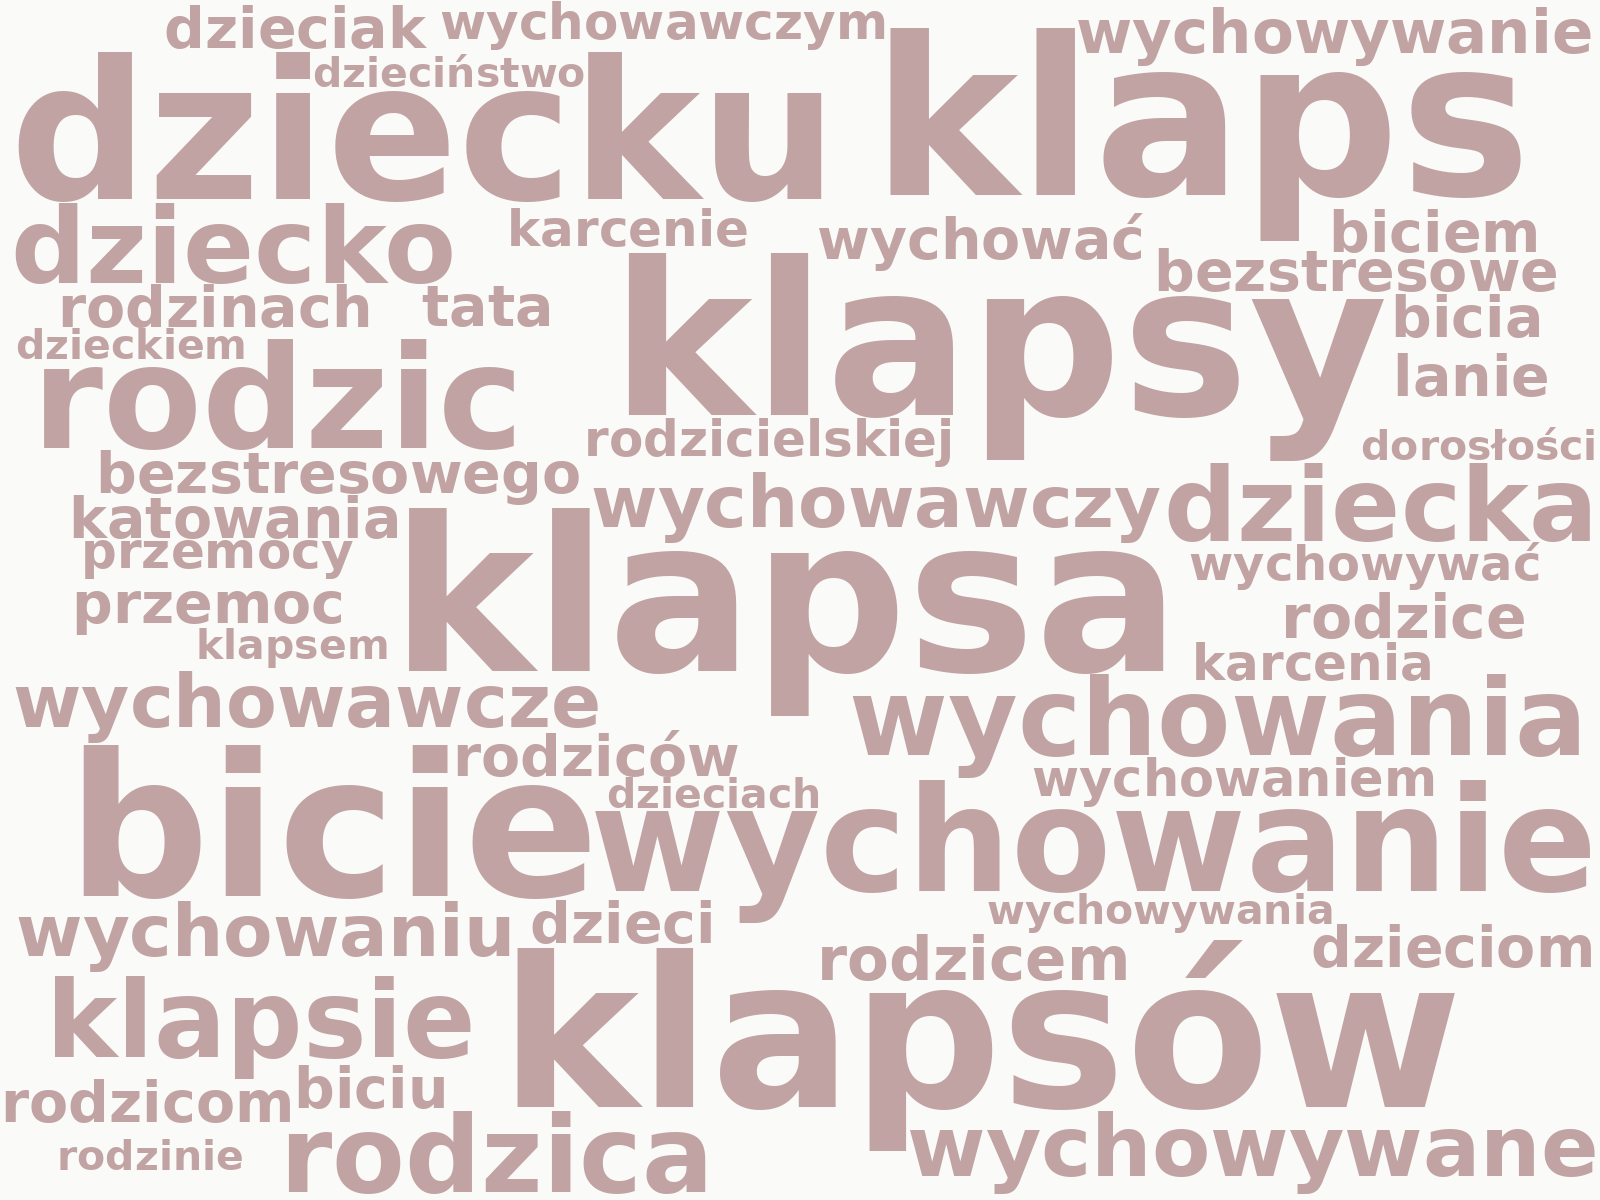 dzieciak
wychowawczym
klaps
wychowywanie
dzieciństwo
dziecku
dziecko
karcenie
wychować
biciem
bezstresowe
rodzinach
tata
klapsy
bicia
dzieckiem
rodzic
lanie
rodzicielskiej
dorosłości
bezstresowego
wychowawczy
dziecka
katowania
przemocy
klapsa
wychowywać
przemoc
rodzice
klapsem
karcenia
wychowawcze
wychowania
rodziców
bicie
dzieciach
wychowaniem
wychowanie
wychowaniu
dzieci
wychowywania
rodzicem
dzieciom
klapsie
klapsów
rodzicom
biciu
rodzinie
rodzica
wychowywane